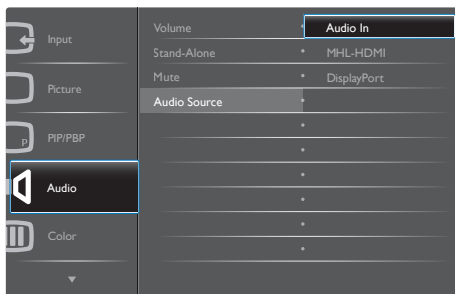 Input
Picture
P
PIP/PBP
Audio
Color
Volume
Stand-Alone
Mute
Audio Source
Audio In
MHL-HDMI
DisplayPort